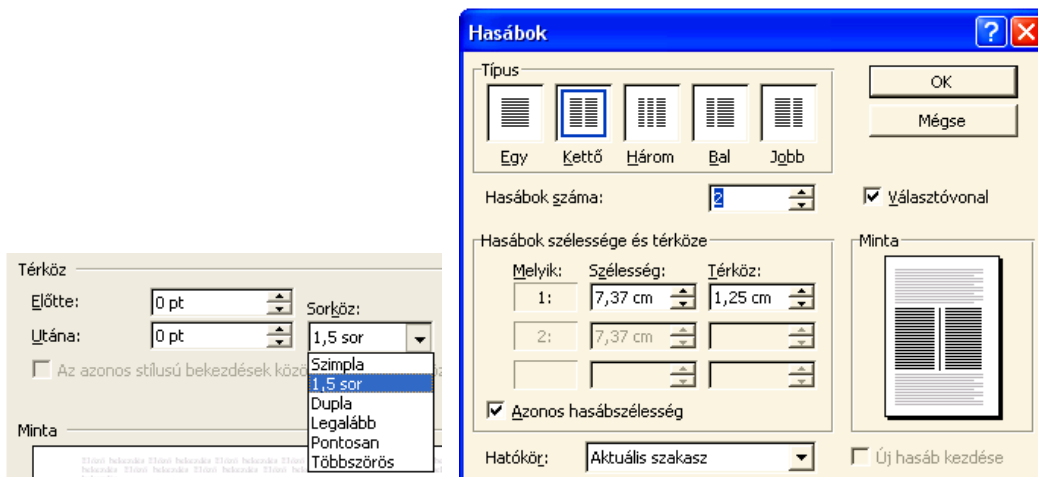 Térköz
Előtte:
0 pt
Utána:
0 pt
Sorköz:
1,5 sor
Szimpla
1,5 sor
Dupla
Legalább
Pontosan
Többszörös
Az azonos stílusú bekezdések közö
Minta
Hasábok
Típus
Egy Kettő Három Bal Jobb
OK
Mégse
Hasábok száma: 2
Választóvonal
Hasábok szélessége és térköze
Melyik: Szélesség: Térköz:
1: 7,37 cm 1,25 cm
2: 7,37 cm
Azonos hasábszélesség
Minta
Hatókör: Aktuális szakasz
Új hasáb kezdése